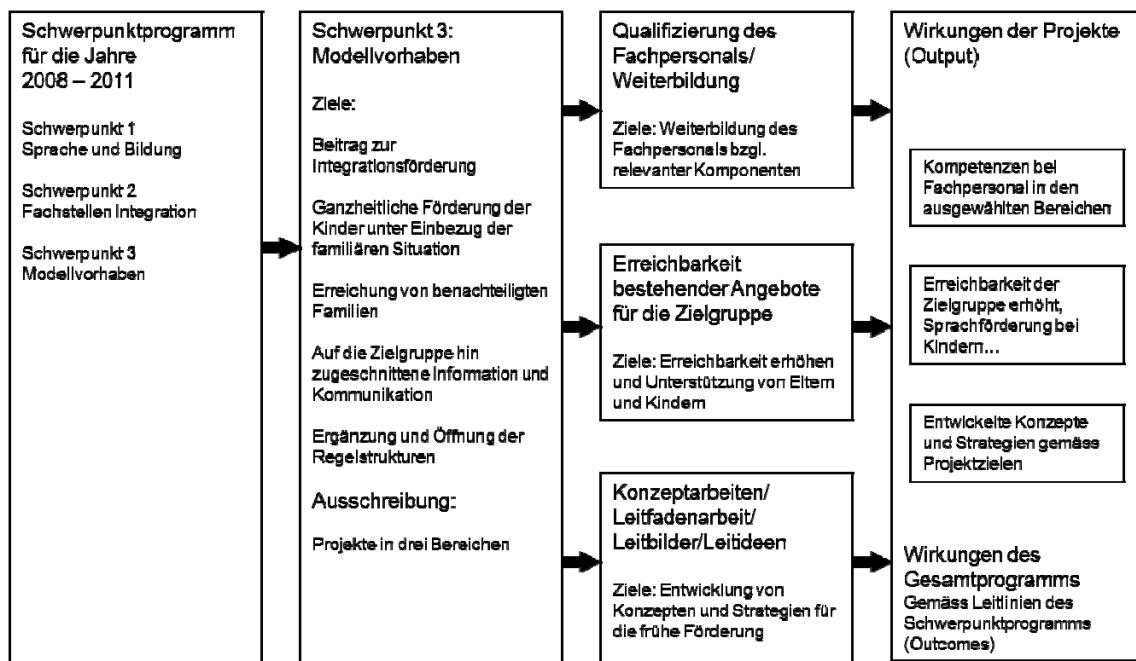 Schwerpunktprogramm
für die Jahre
2008 – 2011
Schwerpunkt 1
Sprache und Bildung
Schwerpunkt 2
Fachstellen Integration
Schwerpunkt 3
Modellvorhaben
Schwerpunkt 3:
Modellvorhaben
Ziele:
Beitrag zur
Integrationsförderung
Ganzheitliche Förderung der
Kinder unter Einbezug der
familiären Situation
Erreichung von benachteiligten
Familien
Auf die Zielgruppe hin
zugeschnittene Information und
Kommunikation
Ergänzung und Öffnung der
Regelstrukturen
Ausschreibung:
Projekte in drei Bereichen
Qualifizierung des
Fachpersonals/
Weiterbildung
Ziele: Weiterbildung des
Fachpersonals bzgl.
relevanter Komponenten
Erreichbarkeit
bestehender Angebote
für die Zielgruppe
Ziele: Erreichbarkeit erhöhen
und Unterstützung von Eltern
und Kindern
Konzeptarbeiten/
Leitfadenarbeit/
Leitbilder/Leitideen
Ziele: Entwicklung von
Konzepten und Strategien für
die frühe Förderung
Wirkungen der Projekte
(Output)
Kompetenzen bei
Fachpersonal in den
ausgewählten Bereichen
Erreichbarkeit der
Zielgruppe erhöht,
Sprachförderung bei
Kindern...
Entwickelte Konzepte
und Strategien gemäss
Projektzielen
Wirkungen des
Gesamtprogramms
Gemäss Leitlinien des
Schwerpunktprogramms
(Outcomes)